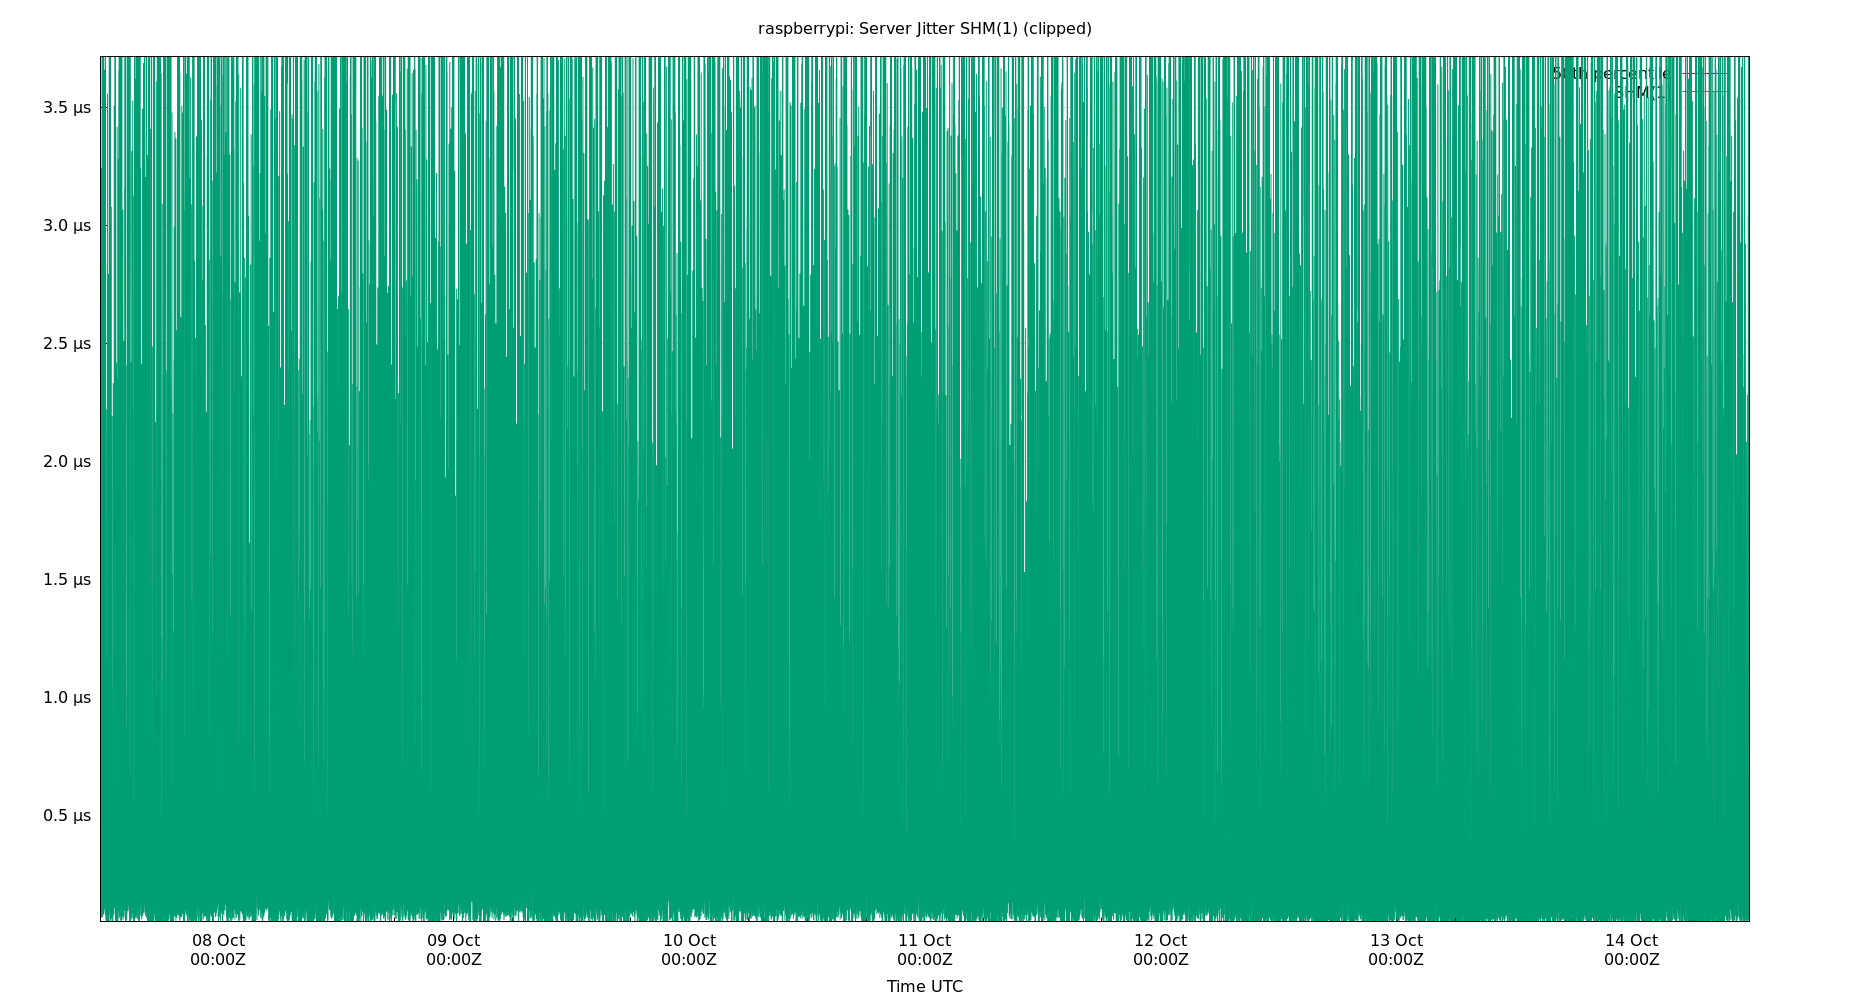 raspberrypi: Server Jitter SHM(1) (clipped)
percentile
SHM(1)
3.5 µs
3.0 µs
2.5 µs
2.0 µs
1.5 µs
1.0 µs
0.5 µs
08 Oct 09 Oct 10 Oct 11 Oct 12 Oct 13 Oct 14 Oct
00:00Z 00:00Z 00:00Z 00:00Z 00:00Z 00:00Z 00:00Z
Time UTC